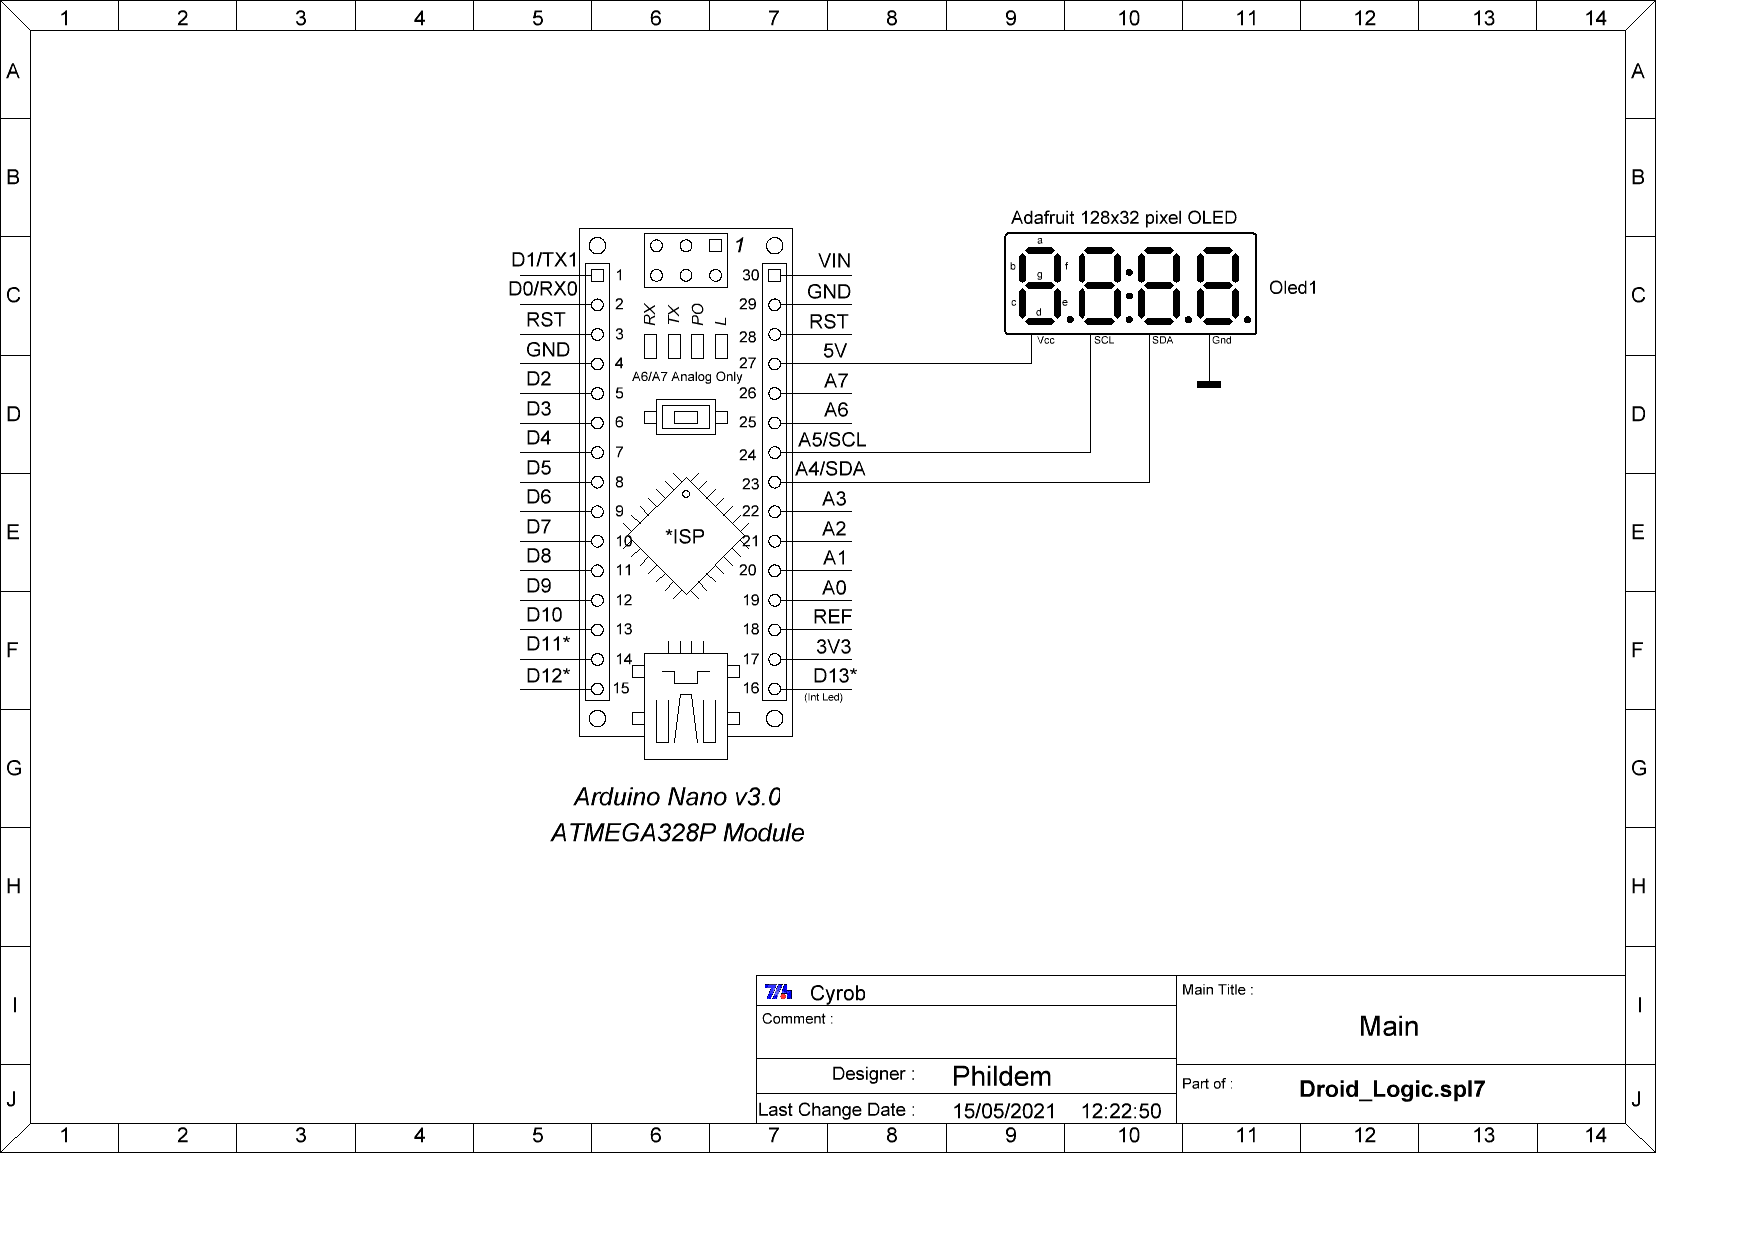 1 2 3 4 5 6 7 8 9 10 11 12 13 14
A A
B B
C C
D D
E E
F F
G G
H H
I I
J J
Adafruit 128x32 pixel OLED
a
b f
g
c e
d
Oled1
Vcc SCL SDA Gnd
1
D1/TX1 1 30 VIN
D0/RX0 2 29 GND
RST 3 28 RST
GND 4 27 5V
D2 5 26 A7
D3 6 25 A6
D4 7 24 A5/SCL
D5 8 23 A4/SDA
D6 9 22 A3
D7 10 21 A2
D8 11 20 A1
D9 12 19 A0
D10 13 18 REF
D11* 14 17 3V3
D12* 15 16 D13*
(Int Led)
RX TX PO L
A6/A7 Analog Only
*ISP
Arduino Nano v3.0
ATMEGA328P Module
Cyrob
Comment :
Designer : Phildem
Last Change Date : 15/05/2021 12:22:50
Main Title :
Main
Part of : Droid_Logic.spl7
1 2 3 4 5 6 7 8 9 10 11 12 13 14